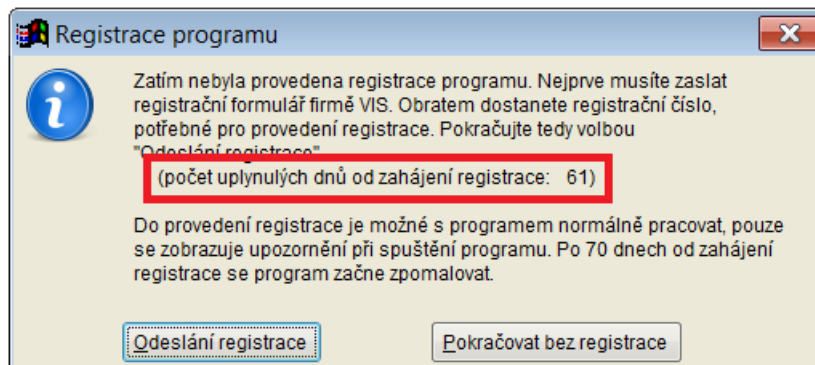 Registrace programu
Zatím nebyla provedena registrace programu. Nejprve musíte zaslat
registrační formulář firmě VIS. Obratem dostanete registrační číslo,
potřebné pro provedení registrace. Pokračujte tedy volbou
"Odeslání registrace"
(počet uplynulých dnů od zahájení registrace: 61)
Do provedení registrace je možné s programem normálně pracovat, pouze
se zobrazuje upozornění při spuštění programu. Po 70 dnech od zahájení
registrace se program začne zpomalovat.
Odeslání registrace
Pokračovat bez registrace